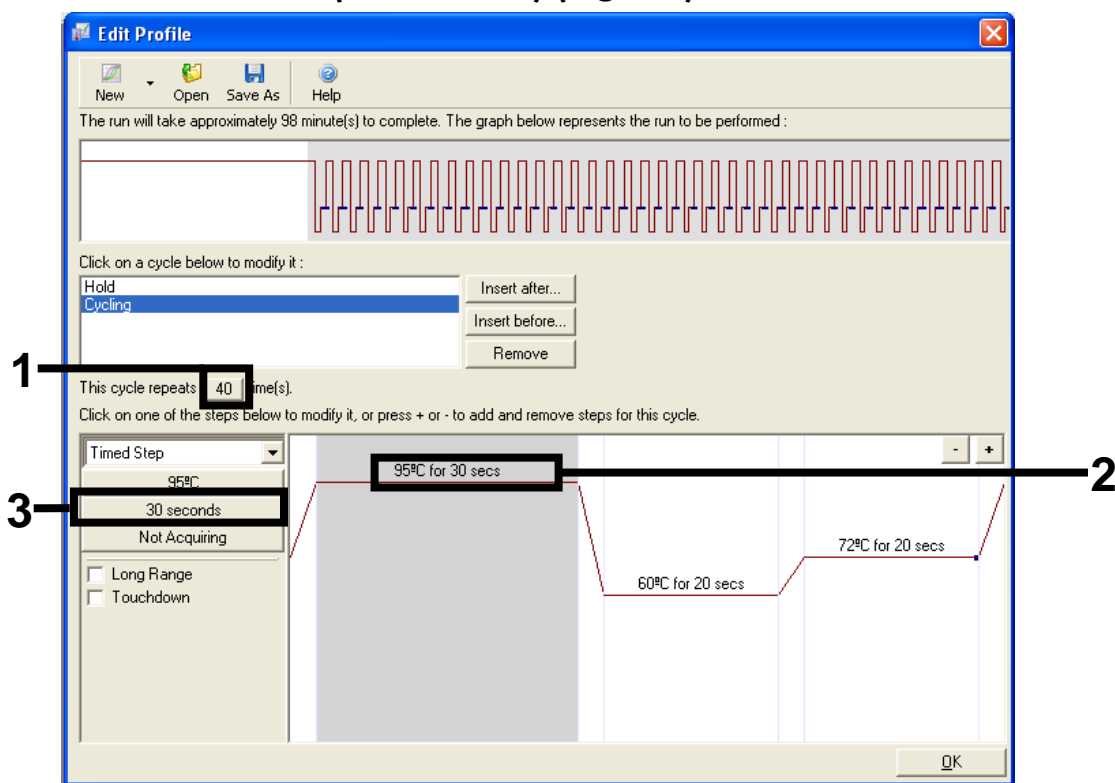 Edit Profile
New Open Save As Help
The run will take approximately 98 minute(s) to complete. The graph below represents the run to be performed :
Click on a cycle below to modify it :
Hold
Cycling
Insert after...
Insert before...
Remove
1
This cycle repeats 40 ime(s).
Click on one of the steps below to modify it, or press + or - to add and remove steps for this cycle.
Timed Step
- +
95ºC
95ºC for 30 secs
2
3
30 seconds
Not Acquiring
72ºC for 20 secs
Long Range
60ºC for 20 secs
Touchdown
OK